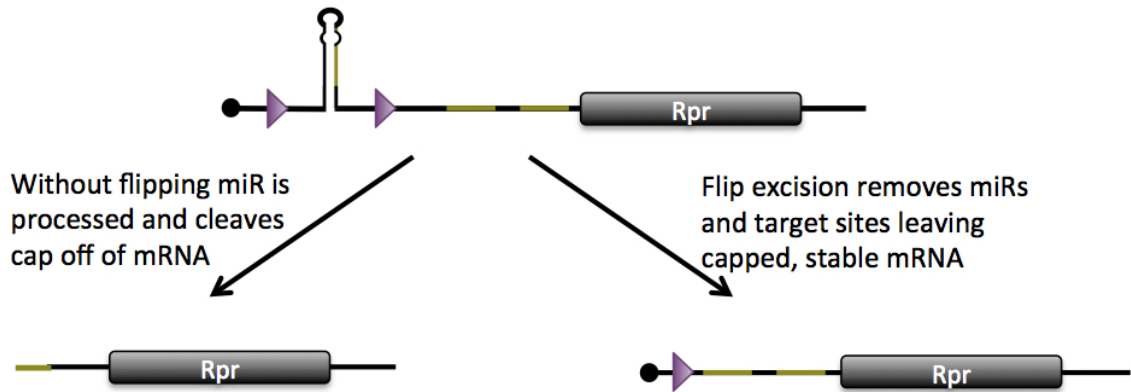 Rpr
Without flipping miR is
processed and cleaves
cap off of mRNA
Flip excision removes miRs
and target sites leaving
capped, stable mRNA
Rpr
Rpr